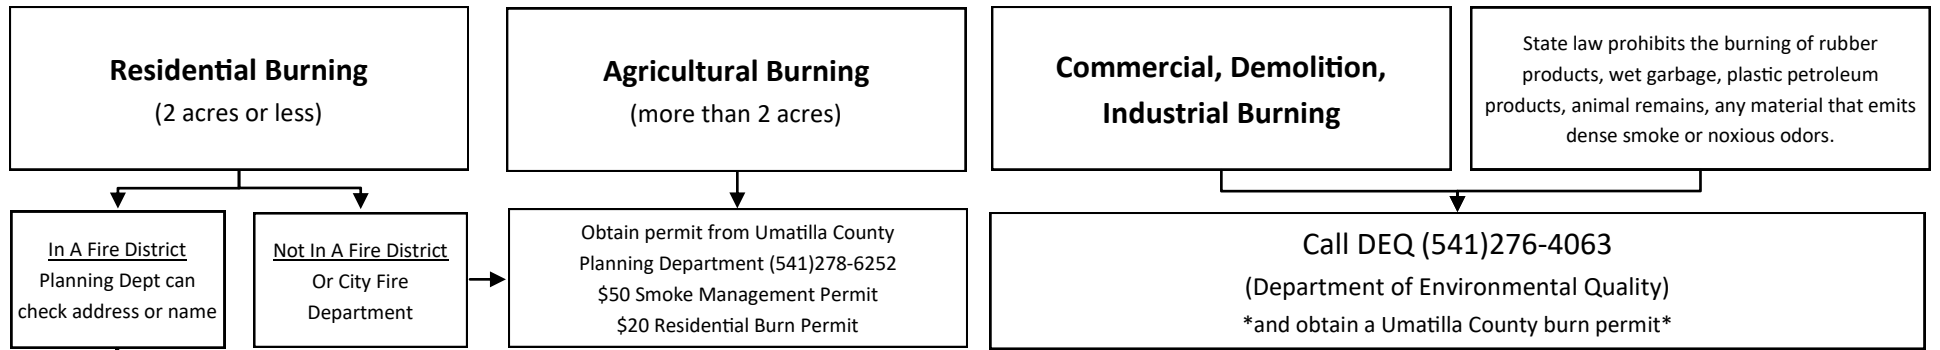 Residential Burning
(2 acres or less)
Agricultural Burning
(more than 2 acres)
Commercial, Demolition,
Industrial Burning
State law prohibits the burning of rubber
products, wet garbage, plastic petroleum
products, animal remains, any material that emits
dense smoke or noxious odors.
In A Fire District
Planning Dept can
check address or name
Not In A Fire District
Or City Fire
Department
Obtain permit from Umatilla County
Planning Department (541)278-6252
$50 Smoke Management Permit
$20 Residential Burn Permit
Call DEQ (541)276-4063
(Department of Environmental Quality)
*and obtain a Umatilla County burn permit*